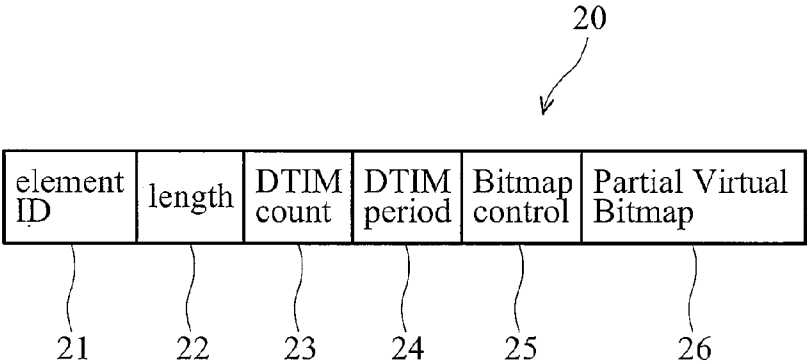 20
element ID
length
DTIM count
DTIM period
Bitmap control
Partial Virtual Bitmap
21 22 23 24 25 26